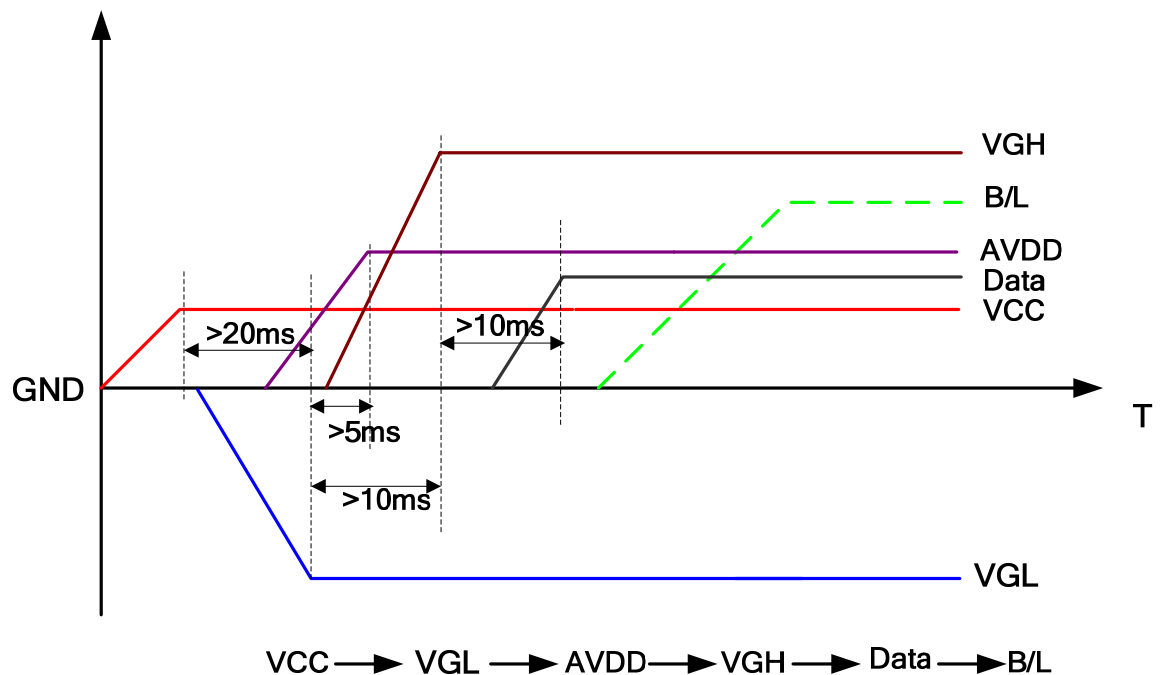 VGH
B/L
AVDD
Data
VCC
>20ms
>10ms
GND
T
>5ms
>10ms
VGL
VCC VGL AVDD VGH Data B/L